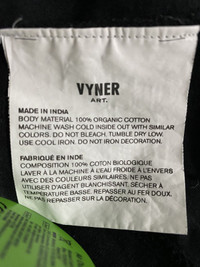 VYNER
ART.
MADE IN INDIA
BODY MATERIAL 100% ORGANIC COTTON
MACHINE WASH COLD INSIDE OUT WITH SIMILAR
COLORS. DO NOT BLEACH. TUMBLE DRY LOW.
USE COOL IRON. DO NOT IRON DECORATION.
FABRIQUÉ EN INDE
COMPOSITION 100% COTON BIOLOGIQUE
LAVER À LA MACHINE À L'EAU FROIDE À L'ENVERS
AVEC DES COULEURS SIMILAIRES. NE PAS
UTILISER D'AGENT BLANCHISSANT. SÉCHER À
TEMPÉRATURE BASSE. REPASSER AU FER DOUX.
NE PAS REPASSER SUR LA DÉCORATION.